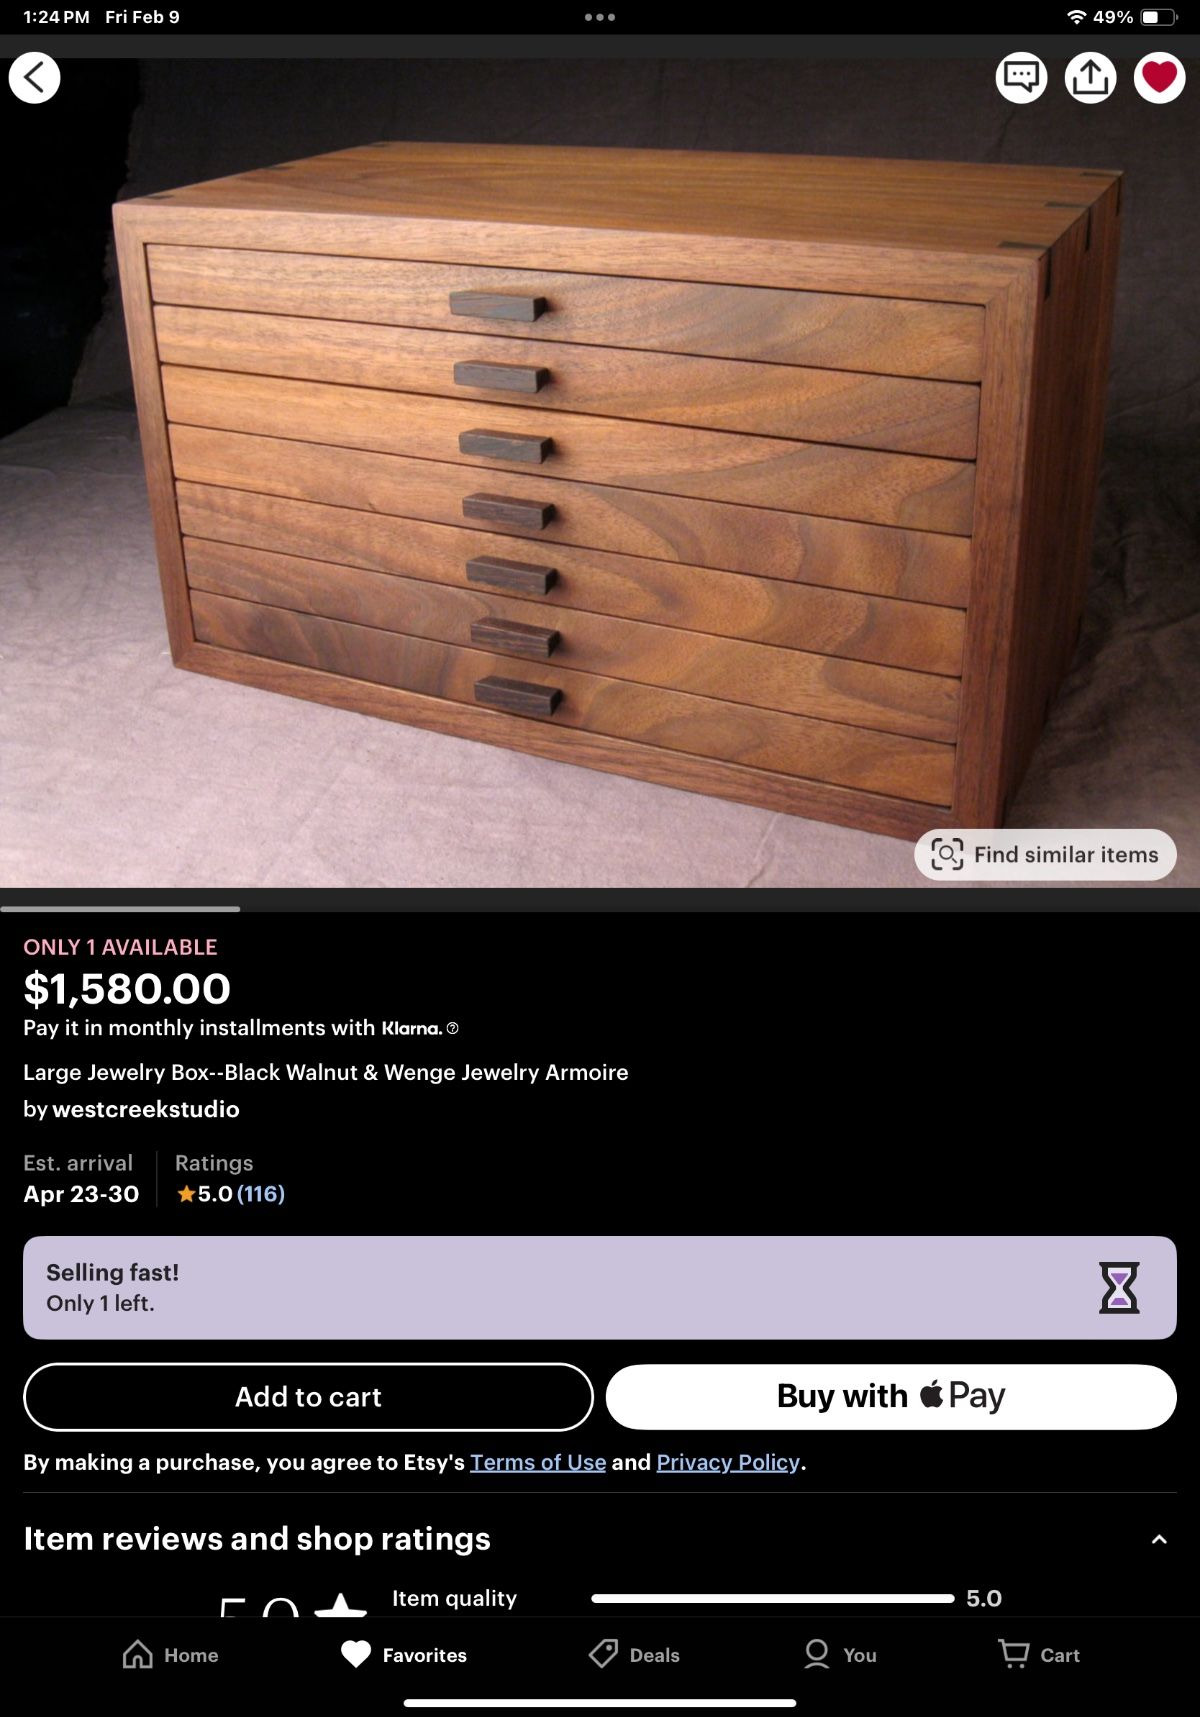 1:24 PM Fri Feb 9
49%
Find similar items
ONLY 1 AVAILABLE
$1,580.00
Pay it in monthly installments with Klarna.
Large Jewelry Box--Black Walnut & Wenge Jewelry Armoire
by westcreekstudio
Est. arrival
Apr 23-30
Ratings
5.0 (116)
Selling fast!
Only 1 left.
Add to cart
Buy with Pay
By making a purchase, you agree to Etsy's Terms of Use and Privacy Policy.
Item reviews and shop ratings
5.0
Item quality 5.0
Home
Favorites
Deals
You
Cart